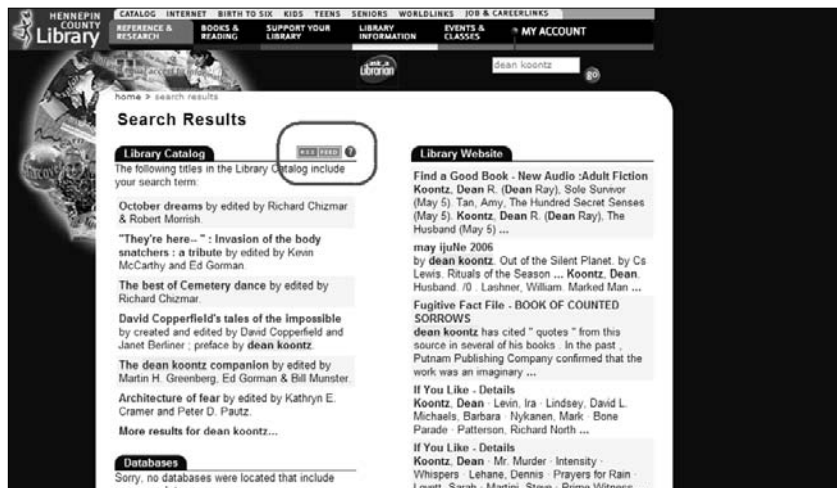 HENNEPIN
COUNTY
Library
CATALOG INTERNET BIRTH TO SIX KIDS TEENS SENIORS WORLDLINKS JOB & CAREERLINKS
REFERENCE &
RESEARCH
BOOKS &
READING
SUPPORT YOUR
LIBRARY
LIBRARY
INFORMATION
EVENTS &
CLASSES
MY ACCOUNT
ask a
librarian
dean koontz
go
home > search results
Search Results
Library Catalog
RSS FEED ?
The following titles in the Library Catalog include
your search term:
October dreams by edited by Richard Chizmar
& Robert Morrish.
"They're here-- " : Invasion of the body
snatchers : a tribute by edited by Kevin
McCarthy and Ed Gorman.
The best of Cemetery dance by edited by
Richard Chizmar.
David Copperfield's tales of the impossible
by created and edited by David Copperfield and
Janet Berliner ; preface by dean koontz.
The dean koontz companion by edited by
Martin H. Greenberg, Ed Gorman & Bill Munster.
Architecture of fear by edited by Kathryn E.
Cramer and Peter D. Pautz.
More results for dean koontz...
Databases
Sorry, no databases were located that include
Library Website
Find a Good Book - New Audio :Adult Fiction
Koontz, Dean R. (Dean Ray), Sole Survivor
(May 5). Tan, Amy, The Hundred Secret Senses
(May 5). Koontz, Dean R. (Dean Ray), The
Husband (May 5) ...
may ijuNe 2006
by dean koontz. Out of the Silent Planet. by Cs
Lewis. Rituals of the Season ... Koontz, Dean.
Husband. /0 . Lashner, William. Marked Man ...
Fugitive Fact File - BOOK OF COUNTED
SORROWS
dean koontz has cited " quotes " from this
source in several of his books . In the past ,
Putnam Publishing Company confirmed that the
work was an imaginary ...
If You Like - Details
Koontz, Dean · Levin, Ira · Lindsey, David L.
Michaels, Barbara · Nykanen, Mark · Bone
Parade · Patterson, Richard North ...
If You Like - Details
Koontz, Dean · Mr. Murder · Intensity ·
Whispers · Lehane, Dennis · Prayers for Rain ·
Lovett, Sarah · Martini, Steve · Prime Witness ...